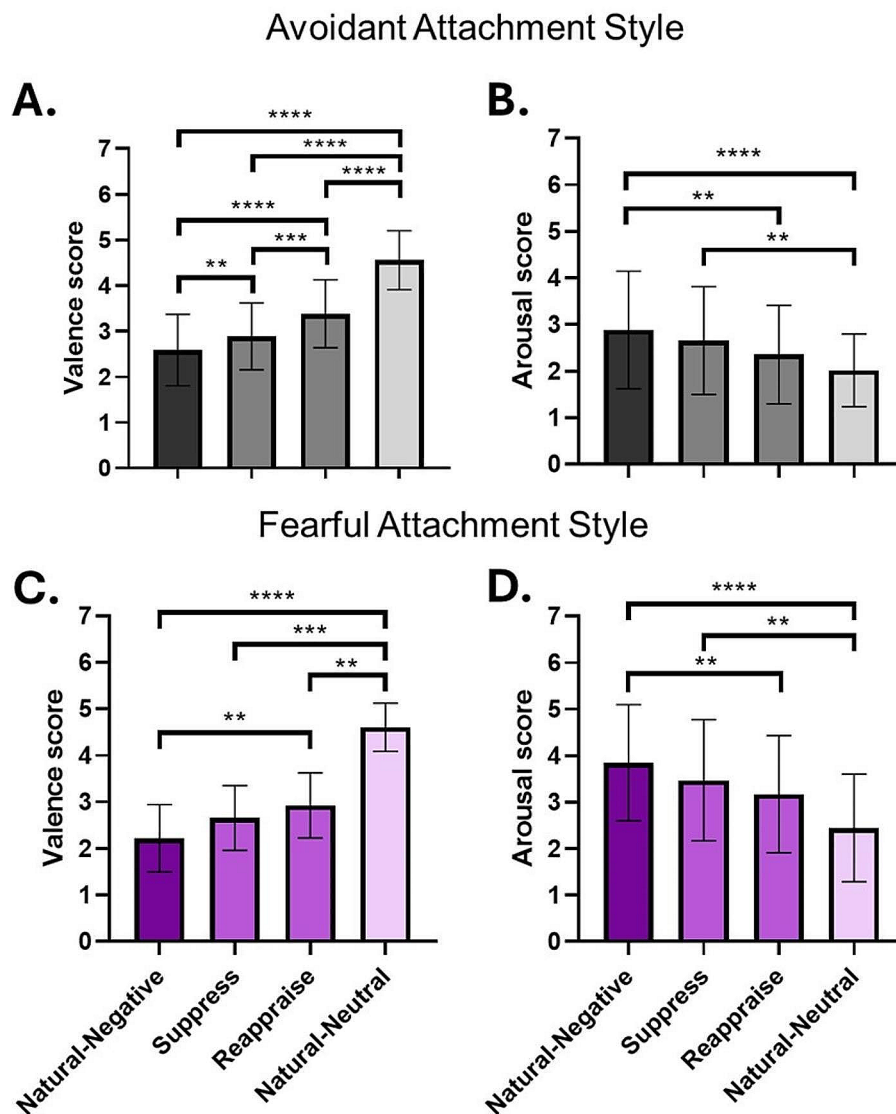 Avoidant Attachment Style
A.
B.
****
****
****
****
***
**
Valence score
7
6
5
4
3
2
1
0
****
**
**
Arousal score
7
6
5
4
3
2
1
0
Fearful Attachment Style
C.
D.
****
***
**
**
Valence score
7
6
5
4
3
2
1
0
Natural-Negative
Suppress
Reappraise
Natural-Neutral
****
**
**
Arousal score
7
6
5
4
3
2
1
0
Natural-Negative
Suppress
Reappraise
Natural-Neutral